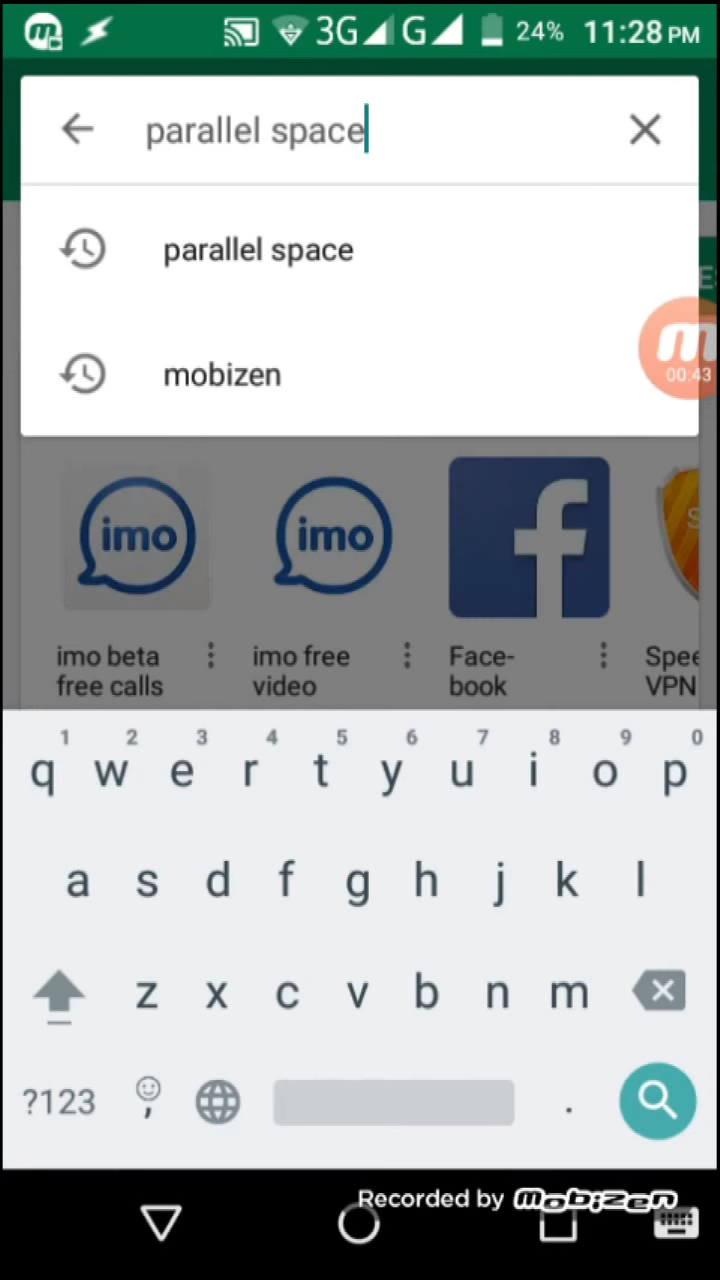 m 3G G 24% 11:28 PM
parallel space
parallel space
ES
mobizen
m
00:43
imo imo f S
imo beta free calls
imo free video
Face-book
Spee VPN
1 2 3 4 5 6 7 8 9 0
q w e r t y u i o p
a s d f g h j k l
z x c v b n m
?123 , .
Recorded by mobizen